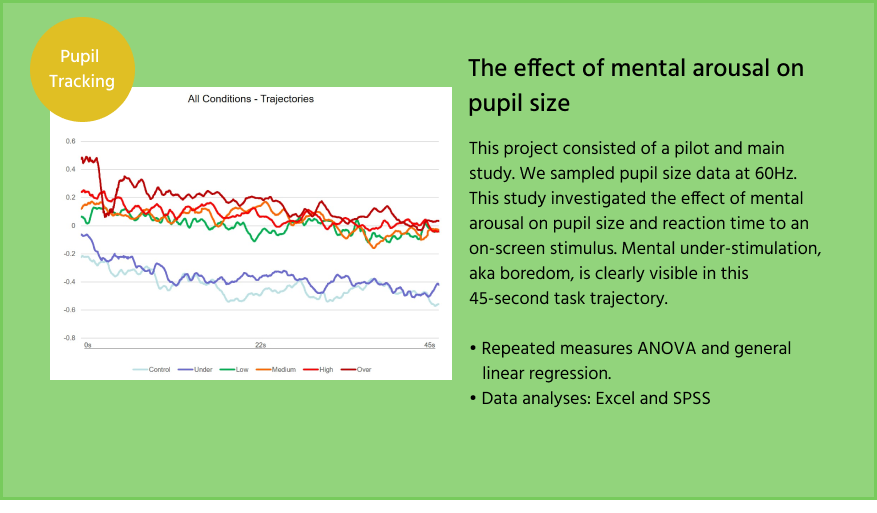 Pupil
Tracking
The effect of mental arousal on
pupil size
All Conditions - Trajectories
0.6
0.4
0.2
0
-0.2
-0.4
-0.6
-0.8
0s 22s 45s
Control Under Low Medium High Over
This project consisted of a pilot and main
study. We sampled pupil size data at 60Hz.
This study investigated the effect of mental
arousal on pupil size and reaction time to an
on-screen stimulus. Mental under-stimulation,
aka boredom, is clearly visible in this
45-second task trajectory.
• Repeated measures ANOVA and general
linear regression.
• Data analyses: Excel and SPSS